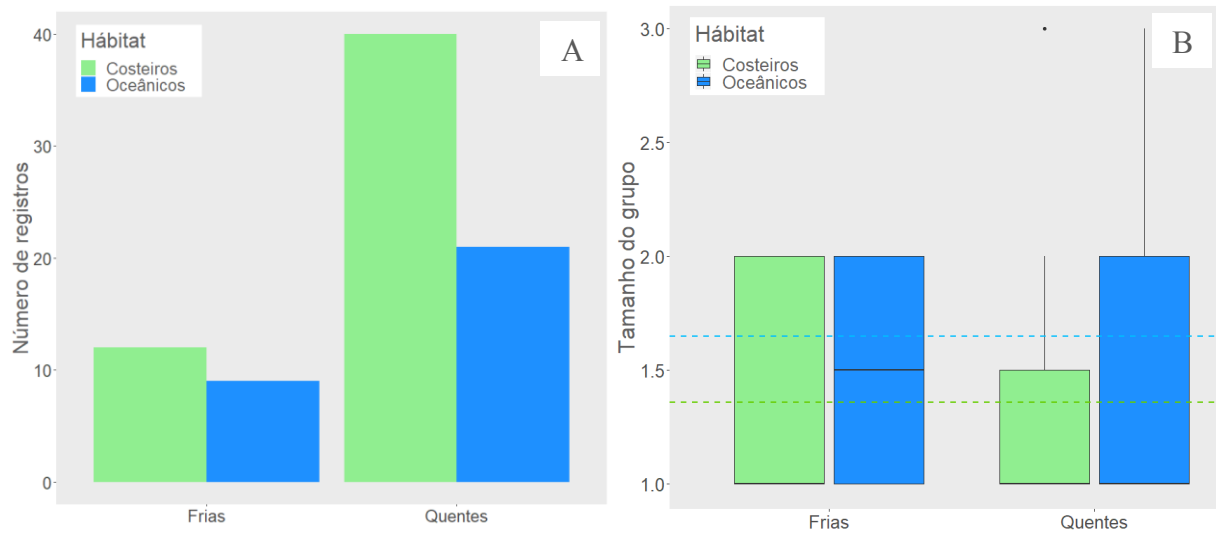 A
Hábitat
Costeiros
Oceânicos
Número de registros
40
30
20
10
0
Frias
Quentes
B
Hábitat
Costeiros
Oceânicos
Tamanho do grupo
3.0
2.5
2.0
1.5
1.0
Frias
Quentes